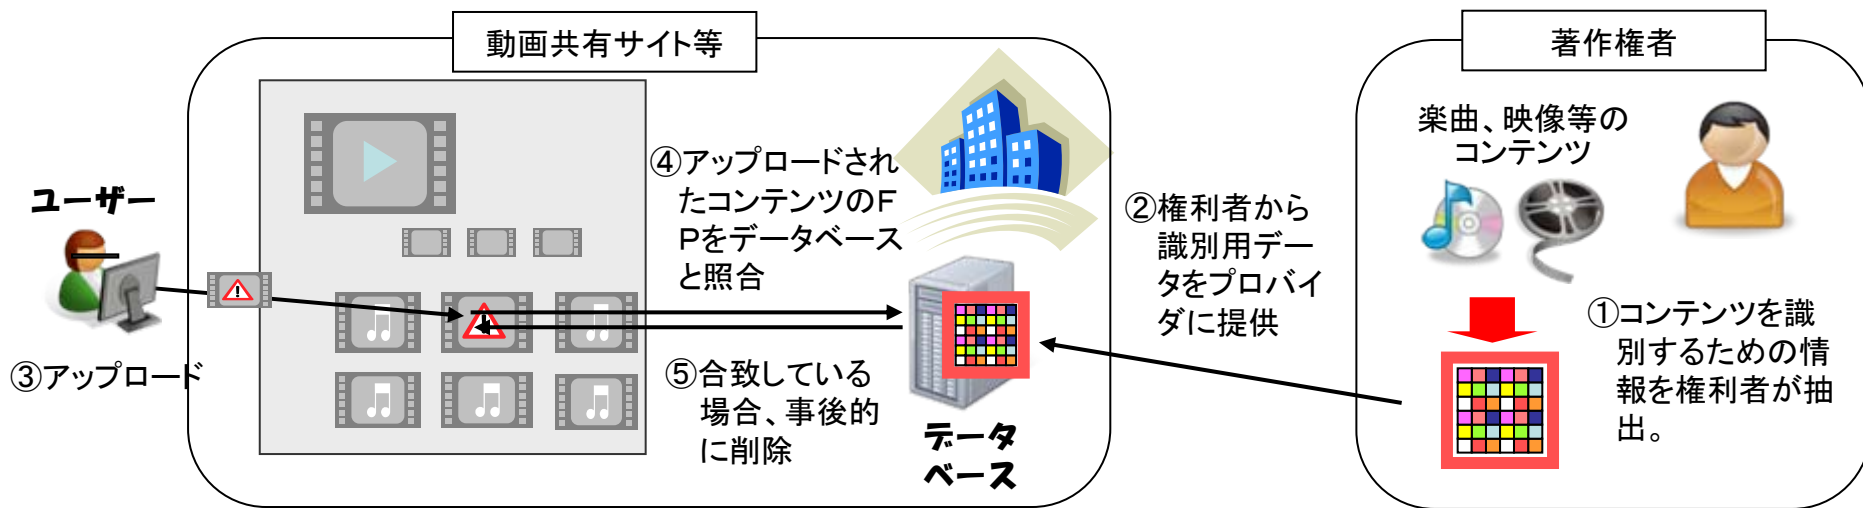 動画共有サイト等
著作権者
ユーザー
③アップロード
④アップロードされ
たコンテンツのF
Pをデータベース
と照合
⑤合致している
場合、事後的
に削除
データ
ベース
②権利者から
識別用デー
タをプロバイ
ダに提供
楽曲、映像等の
コンテンツ
①コンテンツを識
別するための情
報を権利者が抽
出。